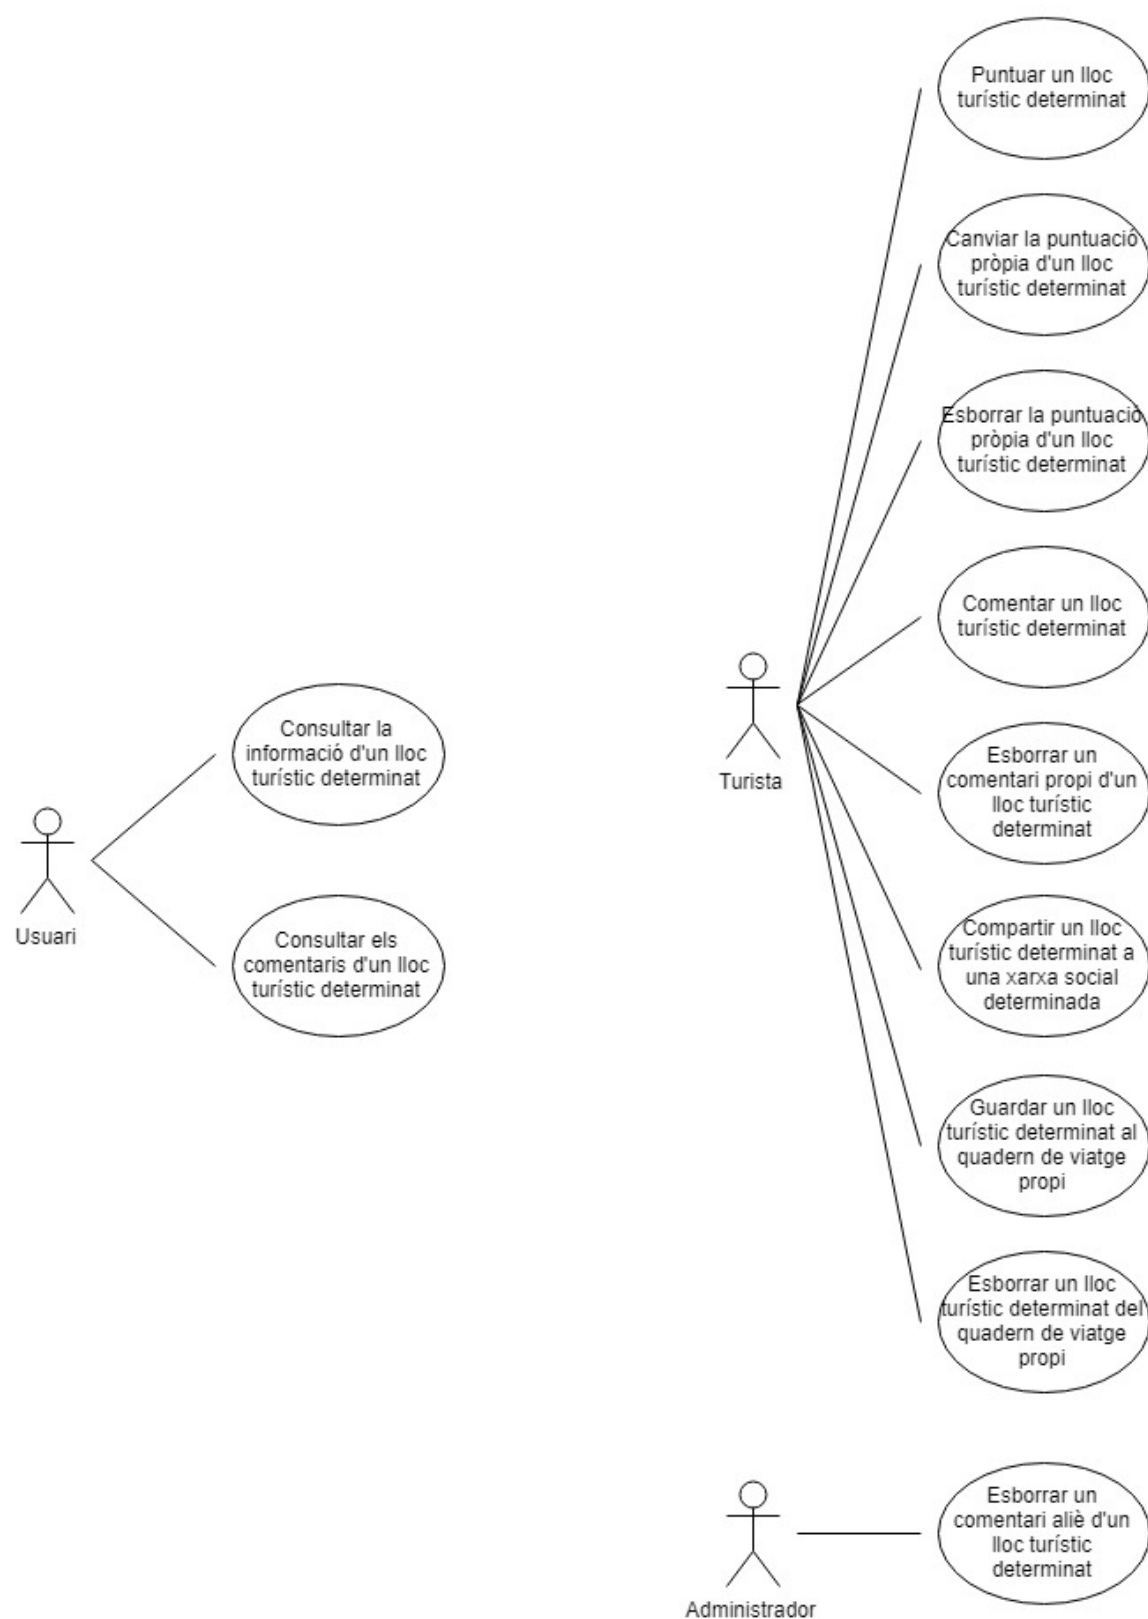 Puntuar un lloc
turístic determinat
Canviar la puntuació
pròpia d'un lloc
turístic determinat
Esborrar la puntuació
pròpia d'un lloc
turístic determinat
Comentar un lloc
turístic determinat
Turista
Esborrar un
comentari propi d'un
lloc turístic
determinat
Consultar la
informació d'un lloc
turístic determinat
Usuari
Consultar els
comentaris d'un lloc
turístic determinat
Compartir un lloc
turístic determinat a
una xarxa social
determinada
Guardar un lloc
turístic determinat al
quadern de viatge
propi
Esborrar un lloc
turístic determinat del
quadern de viatge
propi
Esborrar un
comentari aliè d'un
lloc turístic
determinat
Administrador